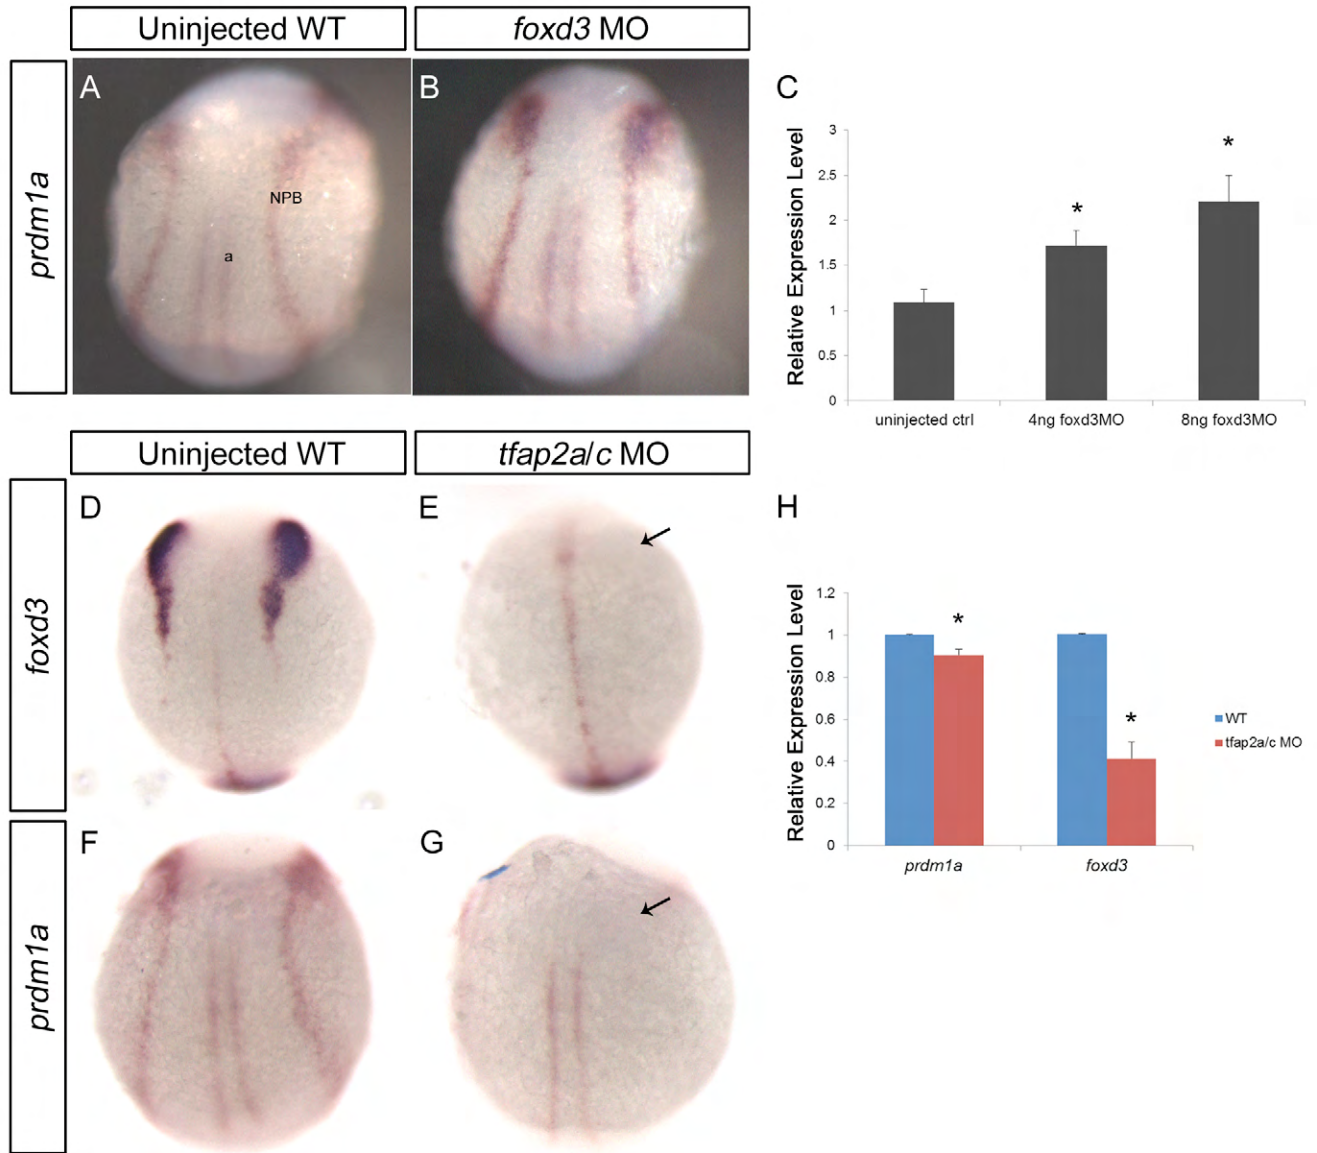 Uninjected WT
foxd3 MO
prdm1a
A
NPB
a
B
C
Relative Expression Level
3
2.5
2
1.5
1
0.5
0
*
*
uninjected ctrl
4ng foxd3MO
8ng foxd3MO
Uninjected WT
tfap2a/c MO
foxd3
D
E
H
Relative Expression Level
1.2
1
0.8
0.6
0.4
0.2
0
*
*
prdm1a
foxd3
WT
tfap2a/c MO
prdm1a
F
G